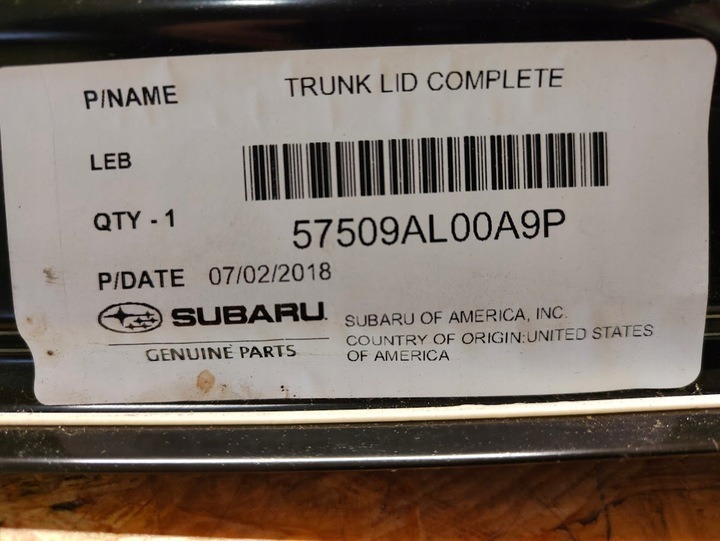 P/NAME TRUNK LID COMPLETE
LEB
QTY - 1 57509AL00A9P
P/DATE 07/02/2018
SUBARU
GENUINE PARTS
SUBARU OF AMERICA, INC.
COUNTRY OF ORIGIN:UNITED STATES
OF AMERICA